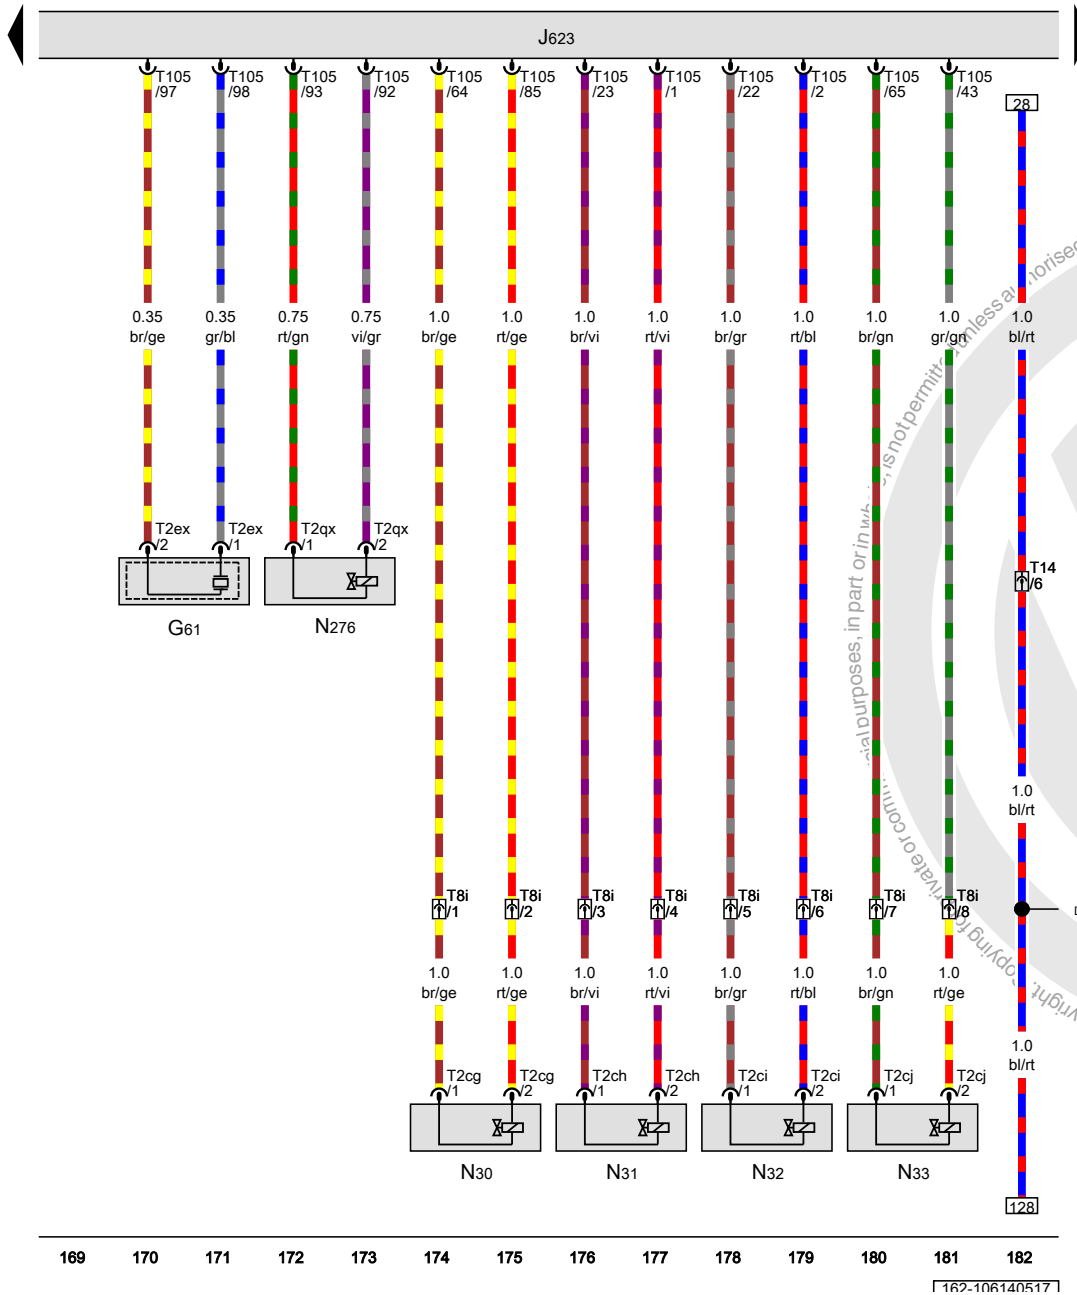 J623
T105 T105 T105 T105 T105 T105 T105 T105 T105 T105 T105 T105
/97 /98 /93 /92 /64 /85 /23 /1 /22 /2 /65 /43
28
0.35 0.35 0.75 0.75 1.0 1.0 1.0 1.0 1.0 1.0 1.0 1.0 1.0
br/ge gr/bl rt/gn vi/gr br/ge rt/ge br/vi rt/vi br/gr rt/bl br/gn gr/gn bl/rt
T2ex T2ex T2qx T2qx
/2 /1 /1 /2
T14
/6
G61 N276
1.0
bl/rt
T8i T8i T8i T8i T8i T8i T8i T8i
/1 /2 /3 /4 /5 /6 /7 /8
1.0 1.0 1.0 1.0 1.0 1.0 1.0 1.0
br/ge rt/ge br/vi rt/vi br/gr rt/bl br/gn rt/ge
1.0
bl/rt
T2cg T2cg T2ch T2ch T2ci T2ci T2cj T2cj
/1 /2 /1 /2 /1 /2 /1 /2
N30 N31 N32 N33
128
169 170 171 172 173 174 175 176 177 178 179 180 181 182
162-106140517